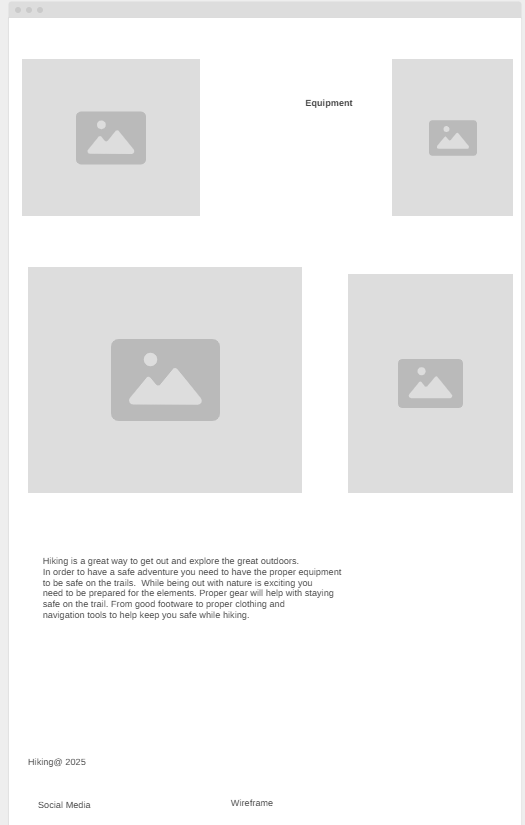 Equipment
Hiking is a great way to get out and explore the great outdoors.
In order to have a safe adventure you need to have the proper equipment
to be safe on the trails.  While being out with nature is exciting you
need to be prepared for the elements. Proper gear will help with staying
safe on the trail. From good footware to proper clothing and
navigation tools to help keep you safe while hiking.
Hiking@ 2025
Social Media
Wireframe